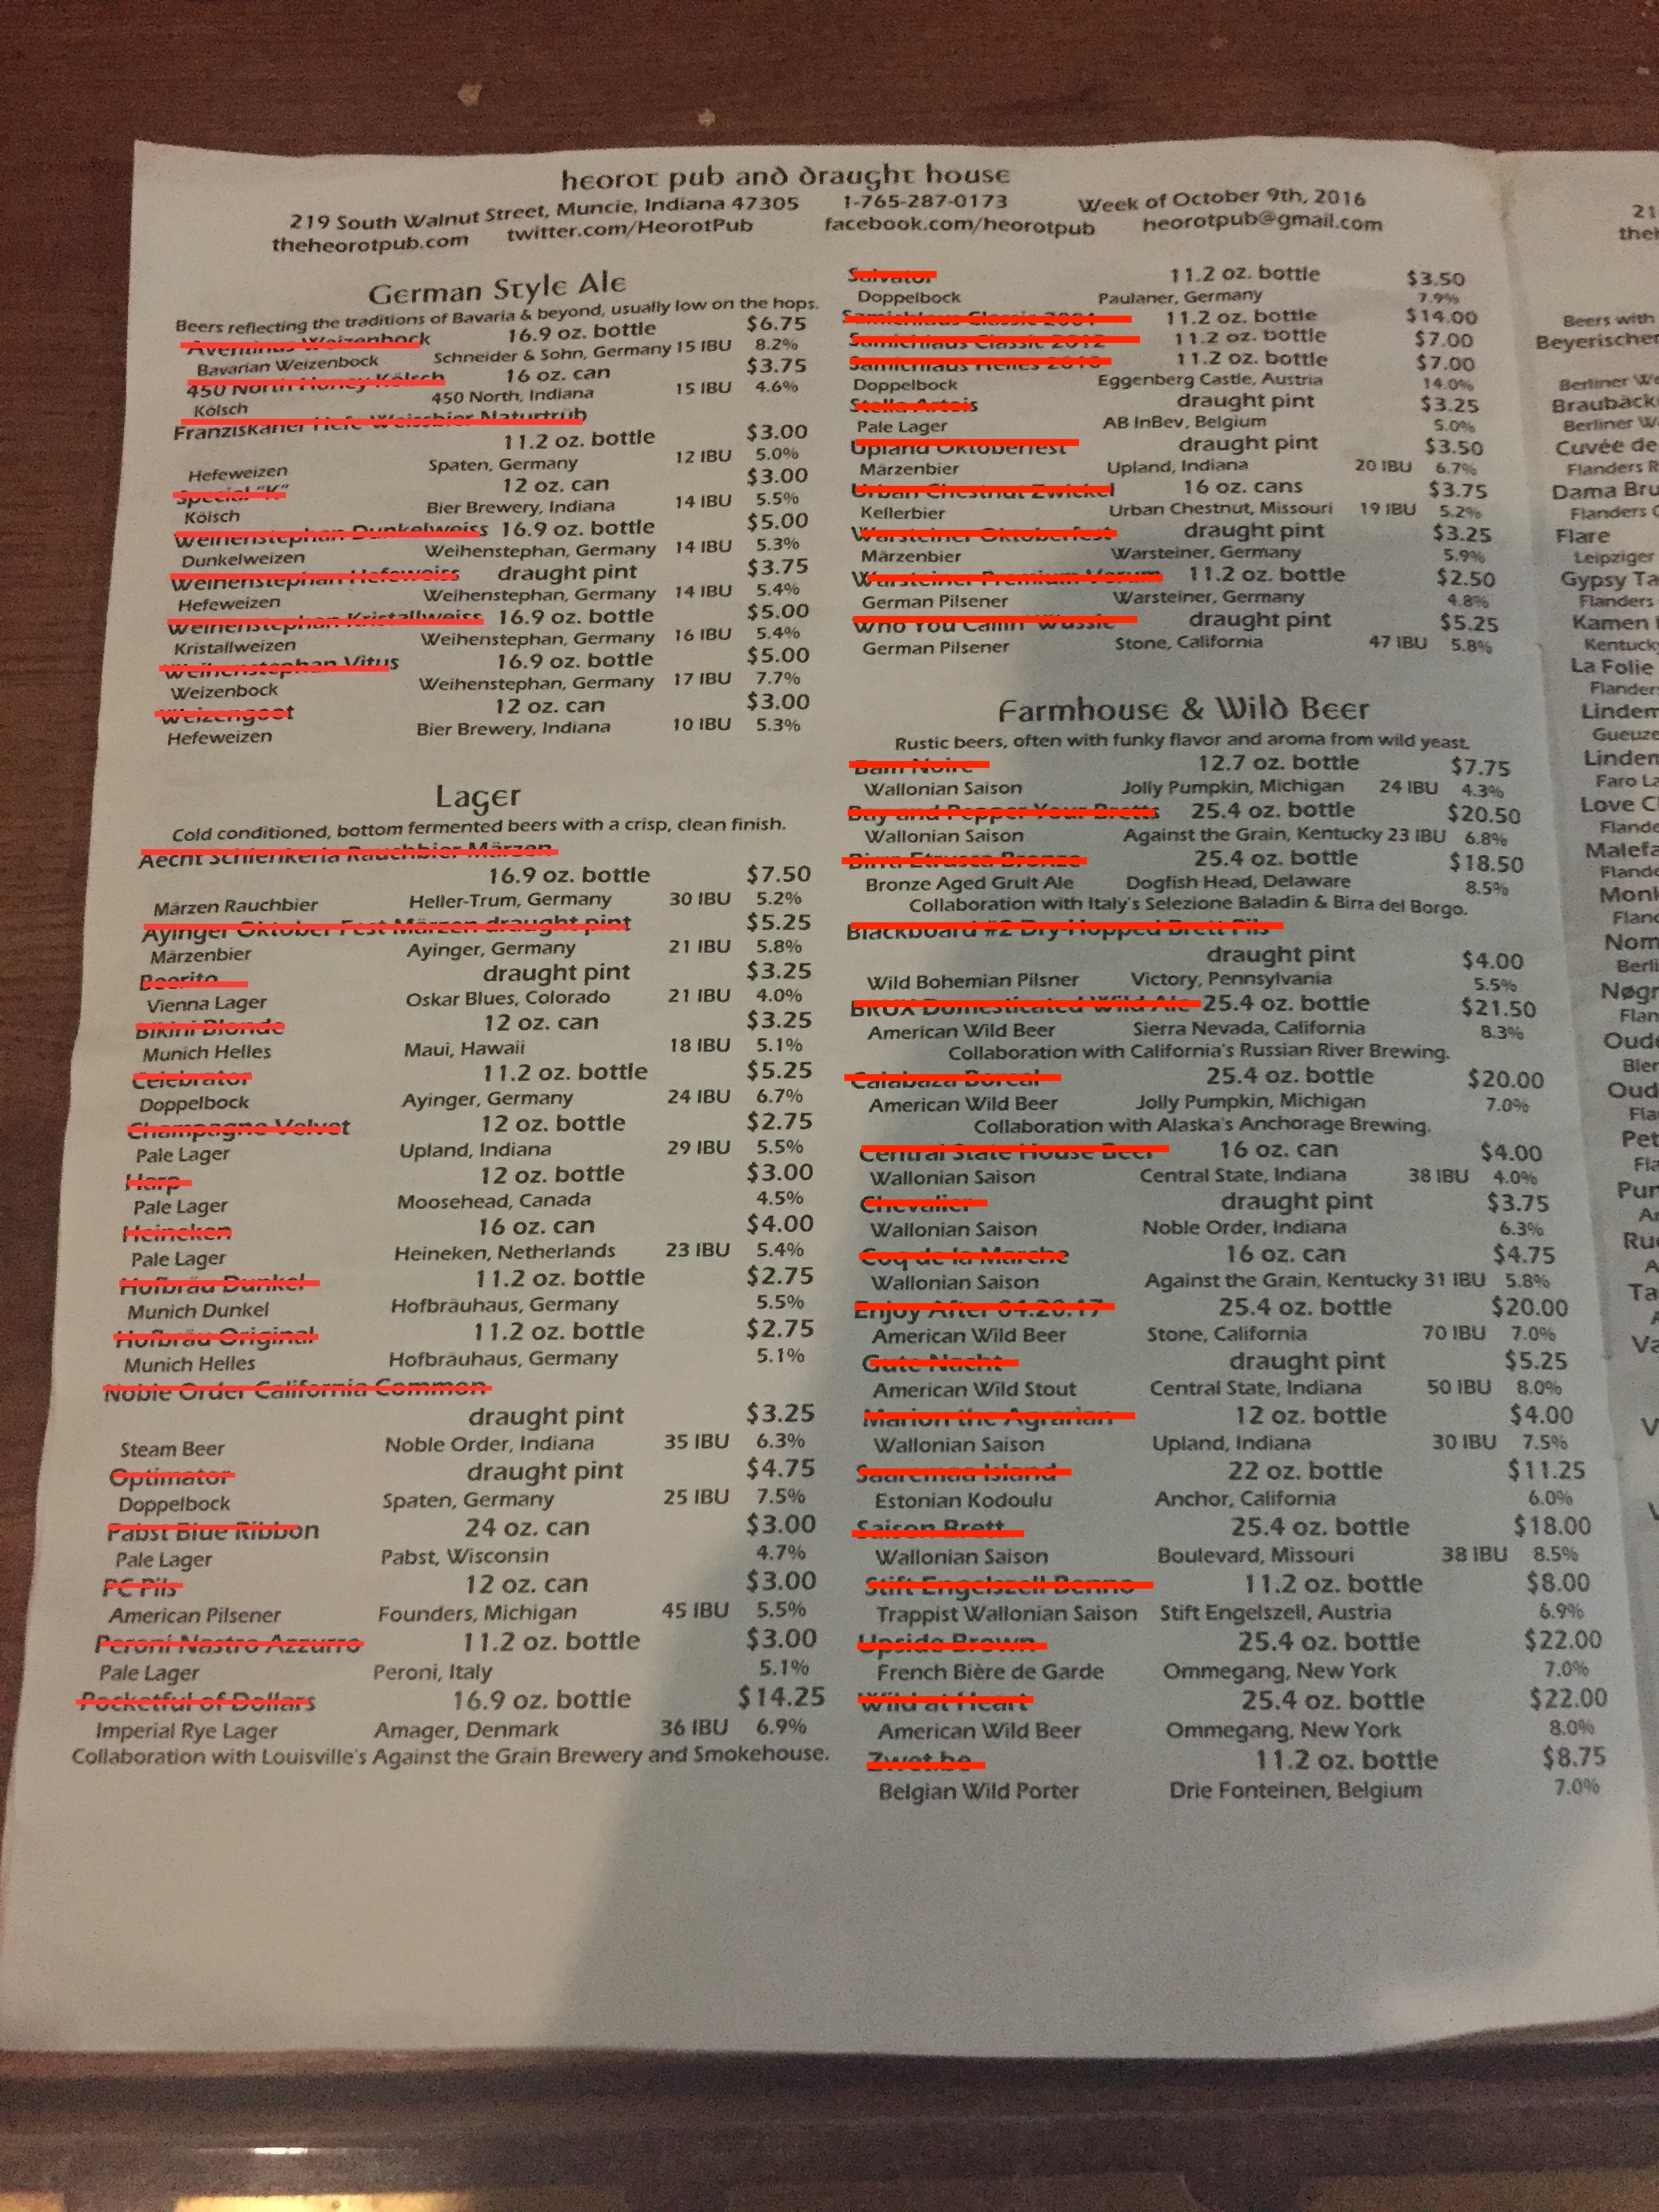 heorot pub and draught house
219 South Walnut Street, Muncie, Indiana 47305 1-765-287-0173 Week of October 9th, 2016
theheorotpub.com twitter.com/HeorotPub facebook.com/heorotpub heorotpub@gmail.com
German Style Ale
Beers reflecting the traditions of Bavaria & beyond, usually low on the hops.
Aventinus Weizenbock 16.9 oz. bottle $6.75
Bavarian Weizenbock Schneider & Sohn, Germany 15 IBU 8.2%
450 North Honey Kölsch 16 oz. can $3.75
Kölsch 450 North, Indiana 15 IBU 4.6%
Franziskaner Hefe-Weissbier Naturtrüb
11.2 oz. bottle $3.00
Hefeweizen Spaten, Germany 12 IBU 5.0%
Special "K" 12 oz. can $3.00
Kölsch Bier Brewery, Indiana 14 IBU 5.5%
Weihenstephan Dunkelweiss 16.9 oz. bottle $5.00
Dunkelweizen Weihenstephan, Germany 14 IBU 5.3%
Weihenstephan Hefeweiss draught pint $3.75
Hefeweizen Weihenstephan, Germany 14 IBU 5.4%
Weihenstephan Kristallweiss 16.9 oz. bottle $5.00
Kristallweizen Weihenstephan, Germany 16 IBU 5.4%
Weihenstephan Vitus 16.9 oz. bottle $5.00
Weizenbock Weihenstephan, Germany 17 IBU 7.7%
Weizengoot 12 oz. can $3.00
Hefeweizen Bier Brewery, Indiana 10 IBU 5.3%
Lager
Cold conditioned, bottom fermented beers with a crisp, clean finish.
Aecht Schlenkerla Rauchbier Märzen
16.9 oz. bottle $7.50
Märzen Rauchbier Heller-Trum, Germany 30 IBU 5.2%
Ayinger Oktober Fest-Märzen draught pint $5.25
Märzenbier Ayinger, Germany 21 IBU 5.8%
Beerito draught pint $3.25
Vienna Lager Oskar Blues, Colorado 21 IBU 4.0%
Bikini Blonde 12 oz. can $3.25
Munich Helles Maui, Hawaii 18 IBU 5.1%
Celebrator 11.2 oz. bottle $5.25
Doppelbock Ayinger, Germany 24 IBU 6.7%
Champagne Velvet 12 oz. bottle $2.75
Pale Lager Upland, Indiana 29 IBU 5.5%
Harp 12 oz. bottle $3.00
Pale Lager Moosehead, Canada 4.5%
Heineken 16 oz. can $4.00
Pale Lager Heineken, Netherlands 23 IBU 5.4%
Hofbräu Dunkel 11.2 oz. bottle $2.75
Munich Dunkel Hofbräuhaus, Germany 5.5%
Hofbräu Original 11.2 oz. bottle $2.75
Munich Helles Hofbräuhaus, Germany 5.1%
Noble Order California Common
draught pint $3.25
Steam Beer Noble Order, Indiana 35 IBU 6.3%
Optimator draught pint $4.75
Doppelbock Spaten, Germany 25 IBU 7.5%
Pabst Blue Ribbon 24 oz. can $3.00
Pale Lager Pabst, Wisconsin 4.7%
PC Pils 12 oz. can $3.00
American Pilsener Founders, Michigan 45 IBU 5.5%
Peroni Nastro Azzurro 11.2 oz. bottle $3.00
Pale Lager Peroni, Italy 5.1%
Pocketful of Dollars 16.9 oz. bottle $14.25
Imperial Rye Lager Amager, Denmark 36 IBU 6.9%
Collaboration with Louisville's Against the Grain Brewery and Smokehouse.
Salvator 11.2 oz. bottle $3.50
Doppelbock Paulaner, Germany 7.9%
Samichlaus Classic 11.2 oz. bottle $14.00
Samichlaus Classic 2012 11.2 oz. bottle $7.00
Samichlaus Helles 11.2 oz. bottle $7.00
Doppelbock Eggenberg Castle, Austria 14.0%
Stella Artois draught pint $3.25
Pale Lager AB InBev, Belgium 5.0%
Upland Oktoberfest draught pint $3.50
Märzenbier Upland, Indiana 20 IBU 6.7%
Urban Chestnut Zwickel 16 oz. cans $3.75
Kellerbier Urban Chestnut, Missouri 19 IBU 5.2%
Warsteiner Oktoberfest draught pint $3.25
Märzenbier Warsteiner, Germany 5.9%
Warsteiner Premium Verum 11.2 oz. bottle $2.50
German Pilsener Warsteiner, Germany 4.8%
Who You Callin' Wussie draught pint $5.25
German Pilsener Stone, California 47 IBU 5.8%
Farmhouse & Wild Beer
Rustic beers, often with funky flavor and aroma from wild yeast.
Bam Noire 12.7 oz. bottle $7.75
Wallonian Saison Jolly Pumpkin, Michigan 24 IBU 4.3%
Bay and Pepper Your Bretts 25.4 oz. bottle $20.50
Wallonian Saison Against the Grain, Kentucky 23 IBU 6.8%
Birra Etrusca Bronze 25.4 oz. bottle $18.50
Bronze Aged Gruit Ale Dogfish Head, Delaware 8.5%
Collaboration with Italy's Selezione Baladin & Birra del Borgo.
Blackboard #2 Dry-Hopped Brett Pils
draught pint $4.00
Wild Bohemian Pilsner Victory, Pennsylvania 5.5%
BRUX Domesticated Wild Ale 25.4 oz. bottle $21.50
American Wild Beer Sierra Nevada, California 8.3%
Collaboration with California's Russian River Brewing.
Calabaza Boreal 25.4 oz. bottle $20.00
American Wild Beer Jolly Pumpkin, Michigan 7.0%
Collaboration with Alaska's Anchorage Brewing.
Central State House Beer 16 oz. can $4.00
Wallonian Saison Central State, Indiana 38 IBU 4.0%
Chevalier draught pint $3.75
Wallonian Saison Noble Order, Indiana 6.3%
Coq de la Marche 16 oz. can $4.75
Wallonian Saison Against the Grain, Kentucky 31 IBU 5.8%
Enjoy After 04.20.17 25.4 oz. bottle $20.00
American Wild Beer Stone, California 70 IBU 7.0%
Gute Nacht draught pint $5.25
American Wild Stout Central State, Indiana 50 IBU 8.0%
Marion the Agrarian 12 oz. bottle $4.00
Wallonian Saison Upland, Indiana 30 IBU 7.5%
Saaremaa Island 22 oz. bottle $11.25
Estonian Kodoulu Anchor, California 6.0%
Saison Brett 25.4 oz. bottle $18.00
Wallonian Saison Boulevard, Missouri 38 IBU 8.5%
Stift Engelszell Benno 11.2 oz. bottle $8.00
Trappist Wallonian Saison Stift Engelszell, Austria 6.9%
Upside Brown 25.4 oz. bottle $22.00
French Bière de Garde Ommegang, New York 7.0%
Wild at Heart 25.4 oz. bottle $22.00
American Wild Beer Ommegang, New York 8.0%
Zwet.be 11.2 oz. bottle $8.75
Belgian Wild Porter Drie Fonteinen, Belgium 7.0%
21
Beers with
Beyerischer
Berliner We
Braubäck
Berliner W
Cuvée de
Flanders R
Dama Bru
Flanders
Flare
Leipziger
Gypsy Ta
Flanders
Kamen
Kentucky
La Folie
Flanders
Lindem
Gueuze
Linden
Faro La
Love C
Flande
Malefa
Flande
Monk
Flan
Nom
Berli
Nøgr
Flan
Oud
Bler
Oud
Fla
Pet
Fla
Pur
A
Ru
A
Ta
Va